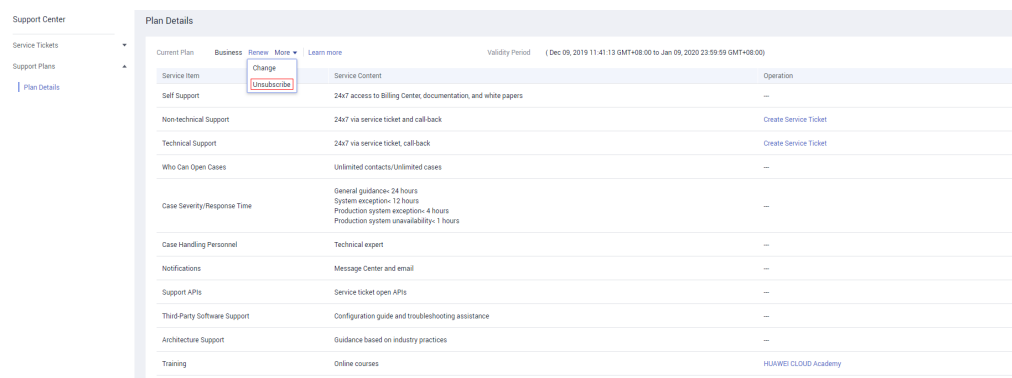 Support Center
Plan Details
Service Tickets
Support Plans
Plan Details
Current Plan Business Renew More Learn more Validity Period ( Dec 09, 2019 11:41:13 GMT+08:00 to Jan 09, 2020 23:59:59 GMT+08:00)
Change
Unsubscribe
Service Item Service Content Operation
Self Support 24x7 access to Billing Center, documentation, and white papers --
Non-technical Support 24x7 via service ticket and call-back Create Service Ticket
Technical Support 24x7 via service ticket, call-back Create Service Ticket
Who Can Open Cases Unlimited contacts/Unlimited cases --
Case Severity/Response Time --
General guidance< 24 hours
System exception< 12 hours
Production system exception< 4 hours
Production system unavailability< 1 hours
Case Handling Personnel Technical expert --
Notifications Message Center and email --
Support APIs Service ticket open APIs --
Third-Party Software Support Configuration guide and troubleshooting assistance --
Architecture Support Guidance based on industry practices --
Training Online courses HUAWEI CLOUD Academy